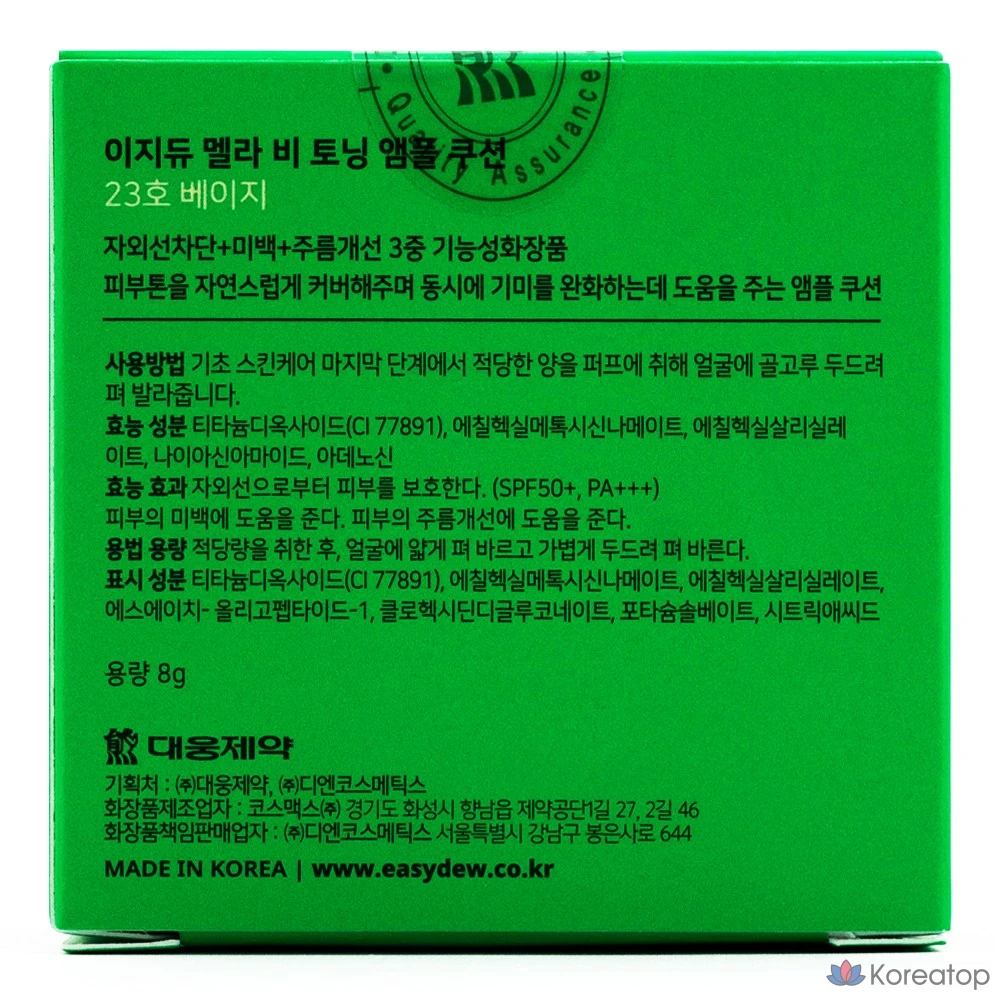 Quality Assurance
이지듀 멜라 비 토닝 앰플 쿠션
23호 베이지
자외선차단+미백+주름개선 3중 기능성화장품
피부톤을 자연스럽게 커버해주며 동시에 기미를 완화하는데 도움을 주는 앰플 쿠션
사용방법 기초 스킨케어 마지막 단계에서 적당한 양을 퍼프에 취해 얼굴에 골고루 두드려
펴 발라줍니다.
효능 성분 티타늄디옥사이드(CI 77891), 에칠헥실메톡시신나메이트, 에칠헥실살리실레
이트, 나이아신아마이드, 아데노신
효능 효과 자외선으로부터 피부를 보호한다. (SPF50+, PA+++)
피부의 미백에 도움을 준다. 피부의 주름개선에 도움을 준다.
용법 용량 적당량을 취한 후, 얼굴에 얇게 펴 바르고 가볍게 두드려 펴 바른다.
표시 성분 티타늄디옥사이드(CI 77891), 에칠헥실메톡시신나메이트, 에칠헥실살리실레이트,
에스에이치- 올리고펩타이드-1, 클로헥시딘디글루코네이트, 포타슘솔베이트, 시트릭애씨드
용량 8g
대웅제약
기획처 : ㈜대웅제약, ㈜디엔코스메틱스
화장품제조업자 : 코스맥스㈜ 경기도 화성시 향남읍 제약공단1길 27, 2길 46
화장품책임판매업자 : ㈜디엔코스메틱스 서울특별시 강남구 봉은사로 644
MADE IN KOREA | www.easydew.co.kr
Koreatop